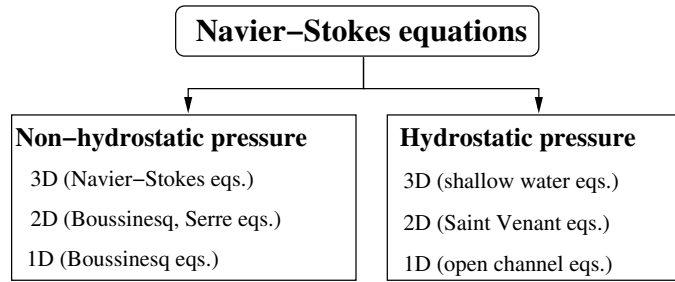 Navier–Stokes equations
Non–hydrostatic pressure
3D (Navier–Stokes eqs.)
2D (Boussinesq, Serre eqs.)
1D (Boussinesq eqs.)
Hydrostatic pressure
3D (shallow water eqs.)
2D (Saint Venant eqs.)
1D (open channel eqs.)